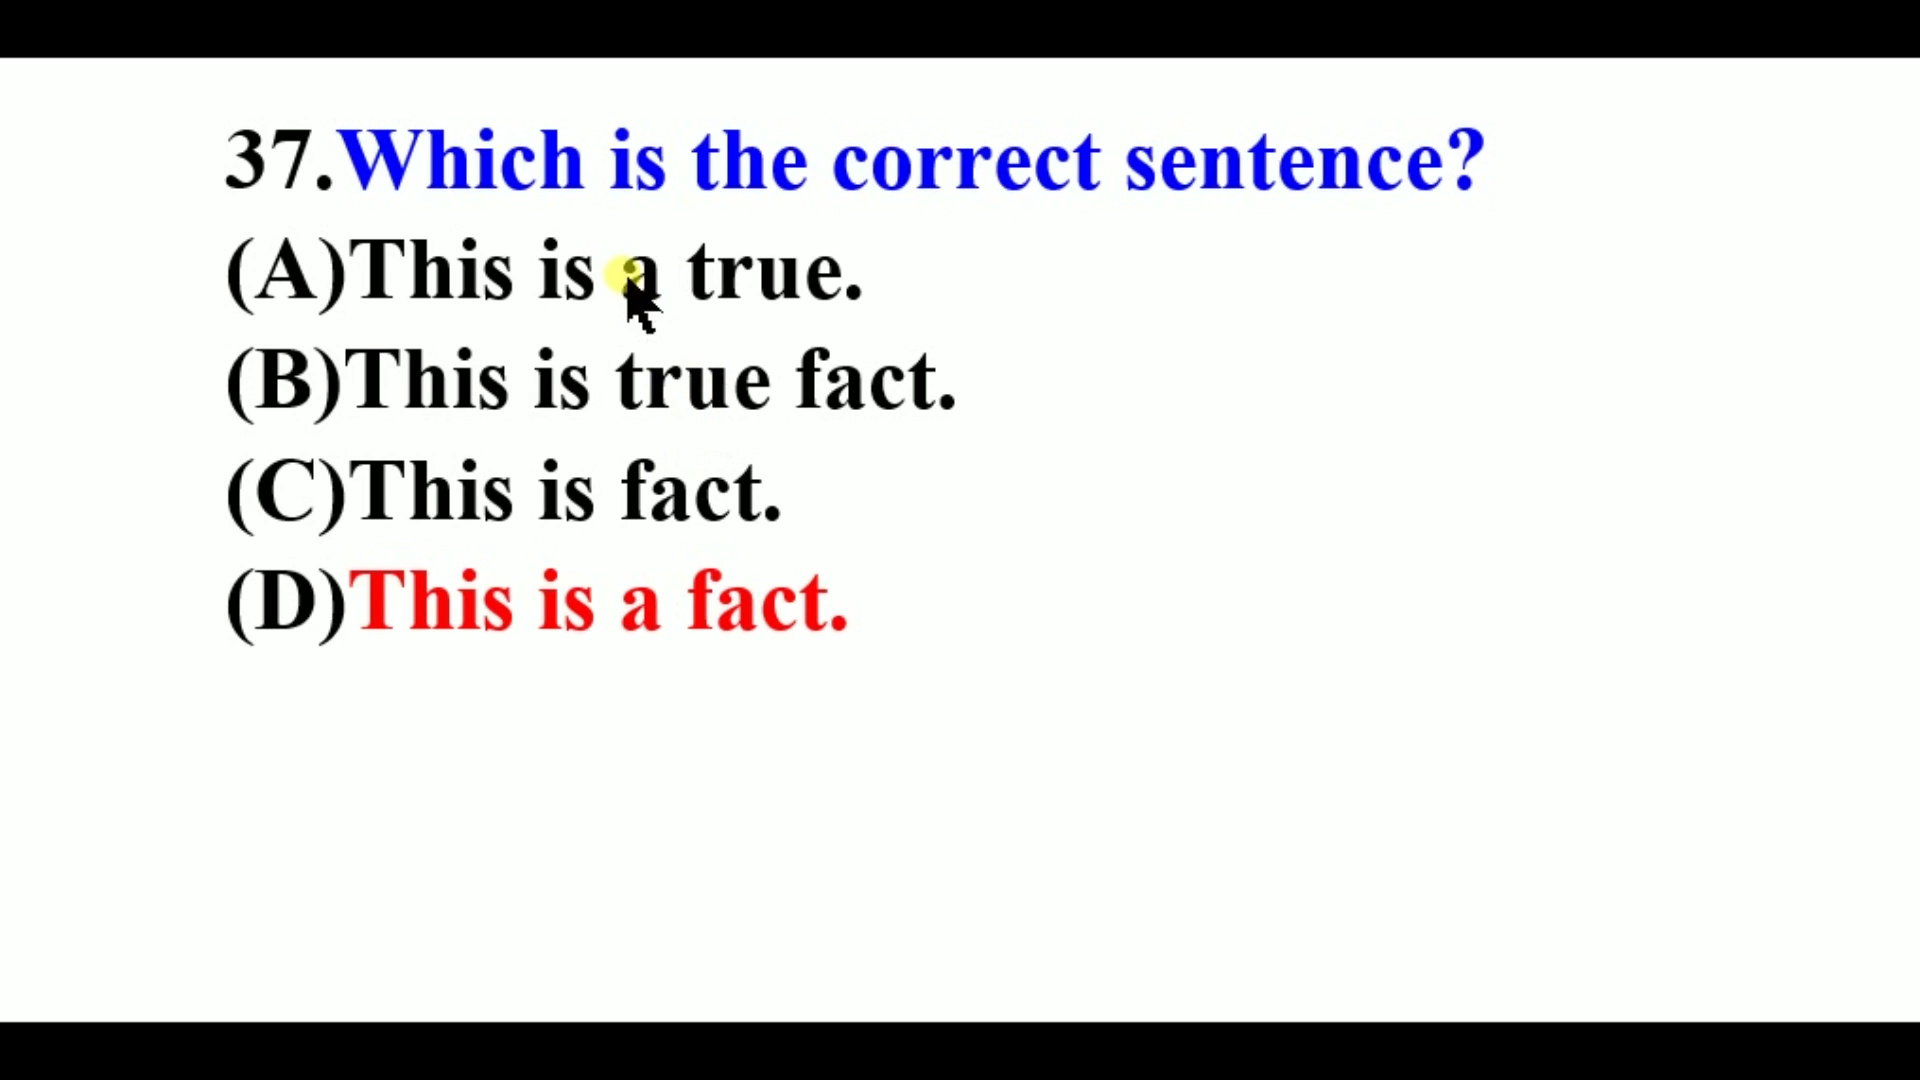 37.Which is the correct sentence?
(A)This is a true.
(B)This is true fact.
(C)This is fact.
(D)This is a fact.